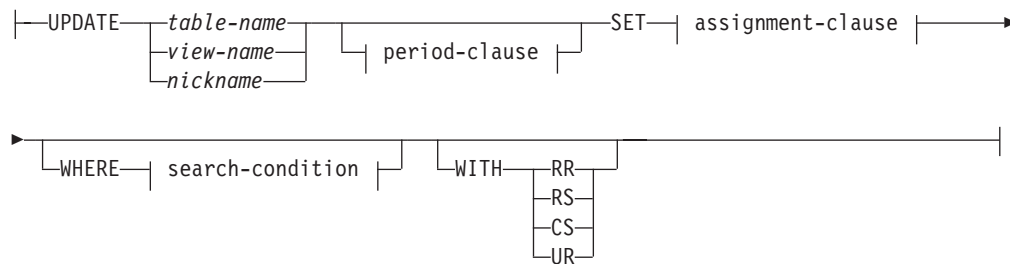 UPDATE table-name SET assignment-clause
view-name period-clause
nickname
WHERE search-condition WITH RR
RS
CS
UR